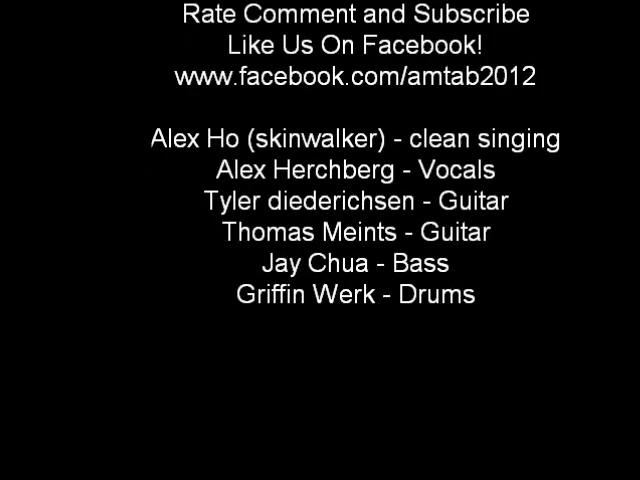 Rate Comment and Subscribe
Like Us On Facebook!
www.facebook.com/amtab2012
Alex Ho (skinwalker) - clean singing
Alex Herchberg - Vocals
Tyler diederichsen - Guitar
Thomas Meints - Guitar
Jay Chua - Bass
Griffin Werk - Drums